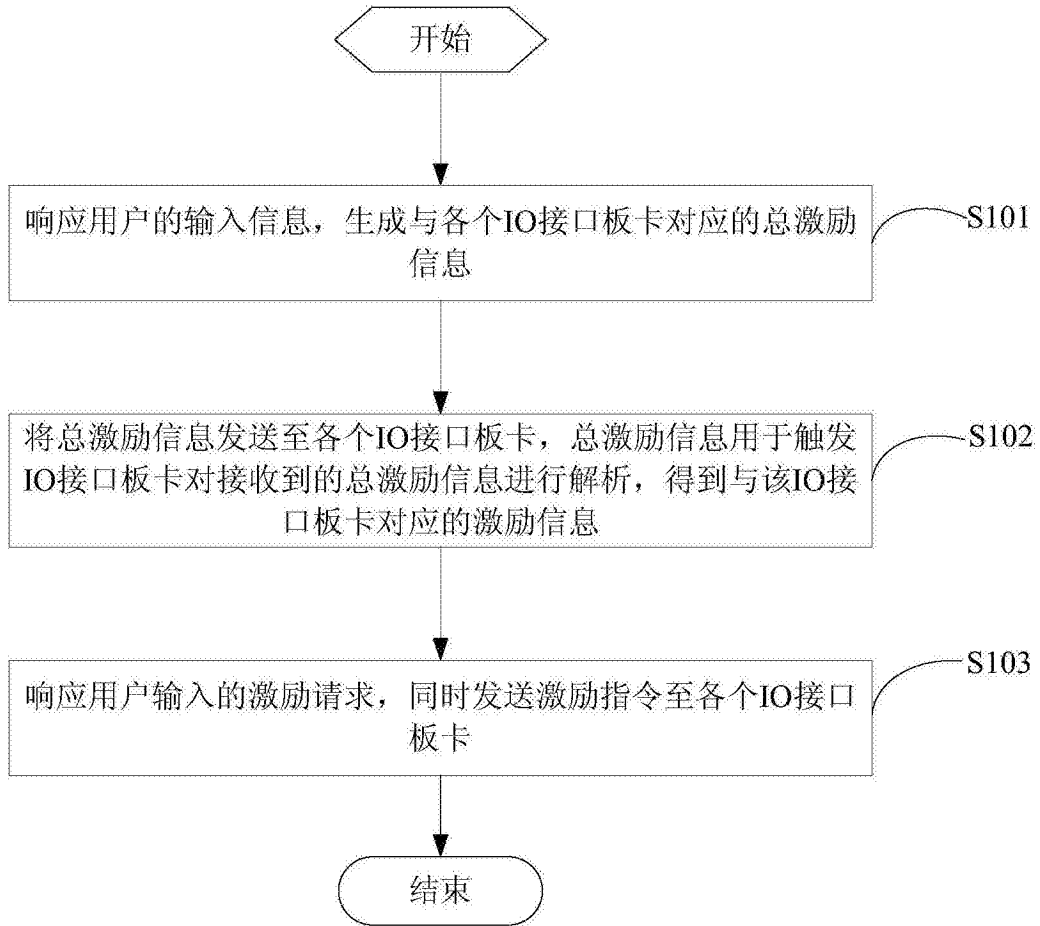 开始
响应用户的输入信息，生成与各个IO接口板卡对应的总激励
信息
S101
将总激励信息发送至各个IO接口板卡，总激励信息用于触发
IO接口板卡对接收到的总激励信息进行解析，得到与该IO接
口板卡对应的激励信息
S102
响应用户输入的激励请求，同时发送激励指令至各个IO接口
板卡
S103
结束